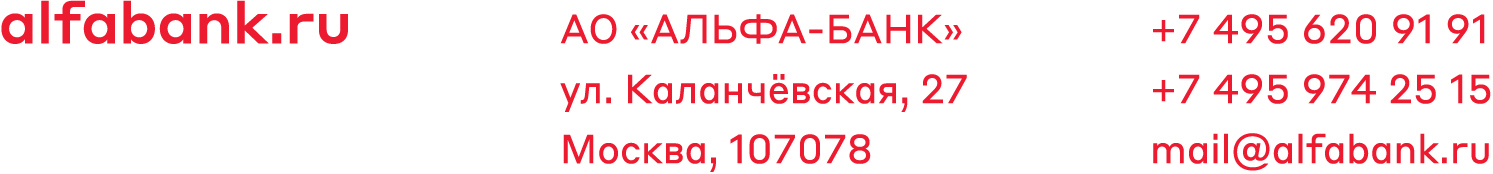 alfabank.ru
АО «АЛЬФА-БАНК»
ул. Каланчёвская, 27
Москва, 107078
+7 495 620 91 91
+7 495 974 25 15
mail@alfabank.ru